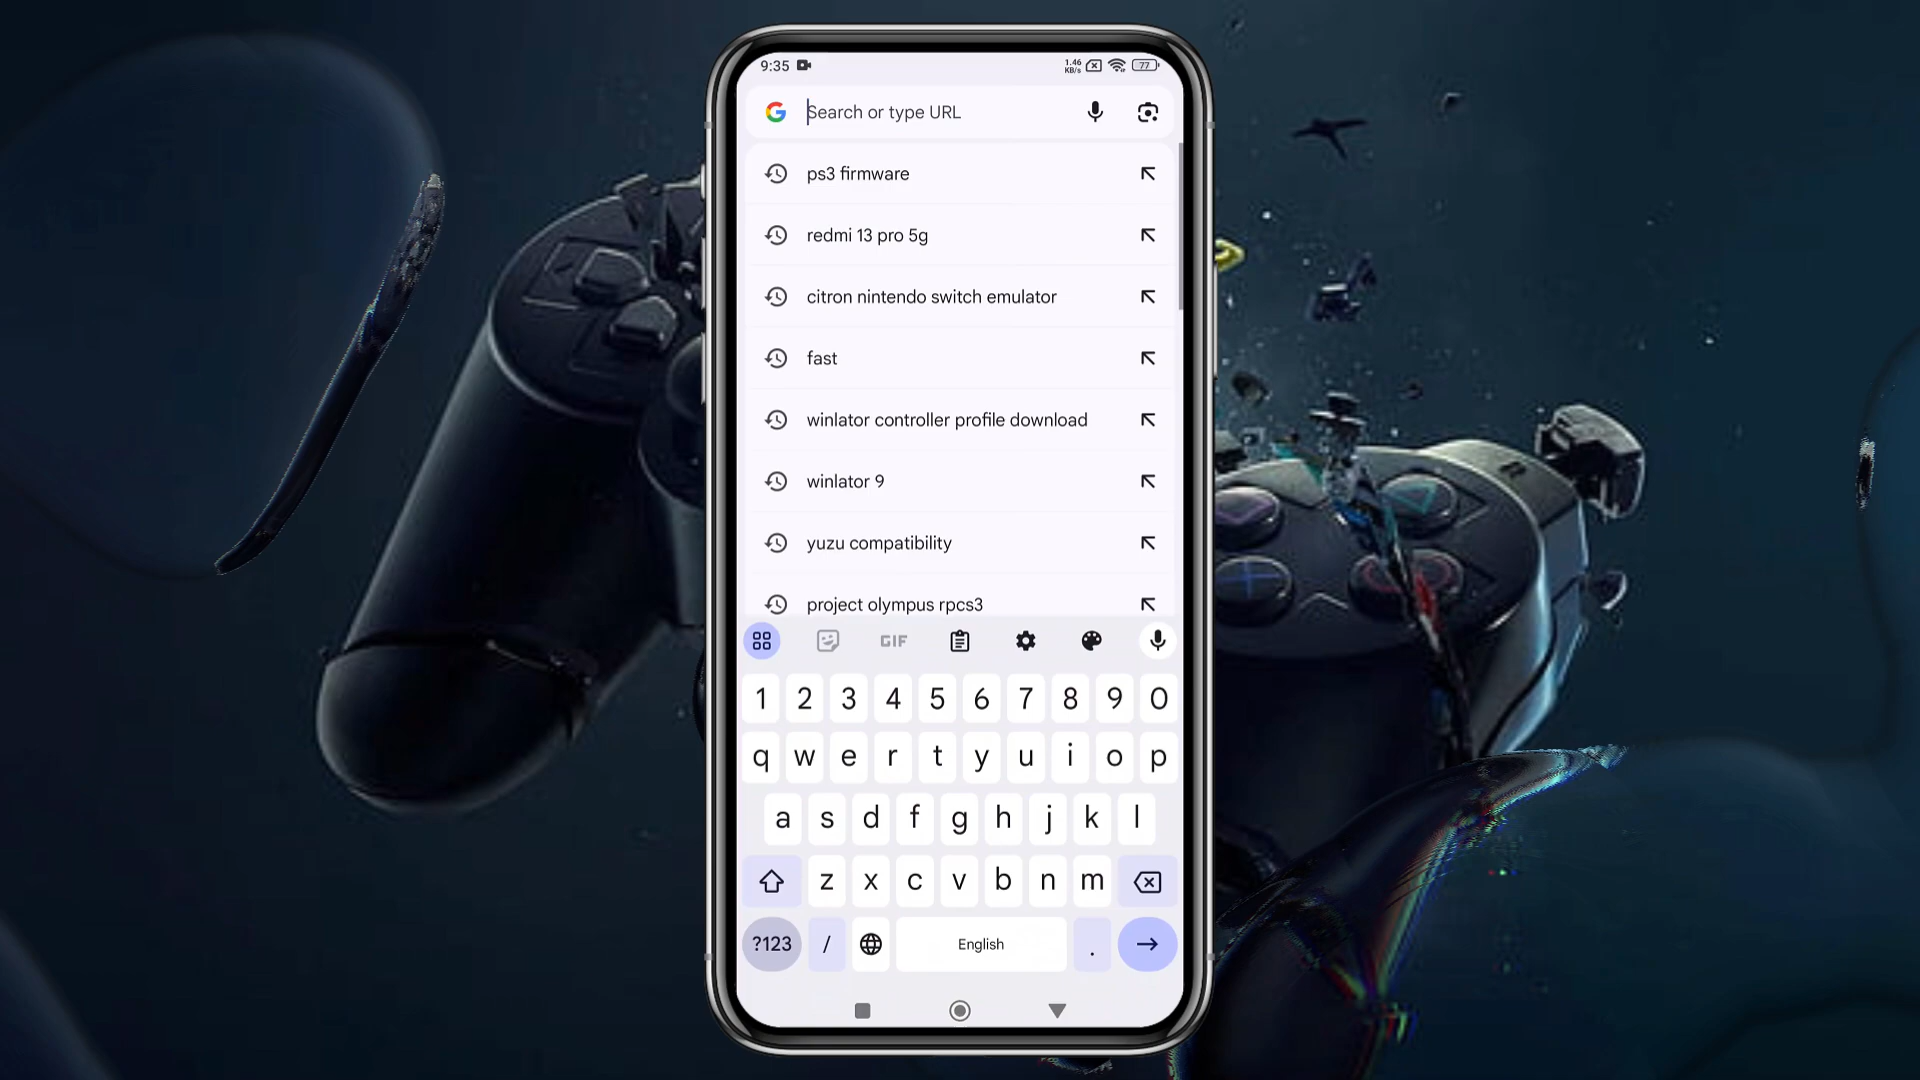 9:35 1.46 KB/s 77
Search or type URL
ps3 firmware
redmi 13 pro 5g
citron nintendo switch emulator
fast
winlator controller profile download
winlator 9
yuzu compatibility
project olympus rpcs3
GIF
1 2 3 4 5 6 7 8 9 0
q w e r t y u i o p
a s d f g h j k l
z x c v b n m
?123 / English .